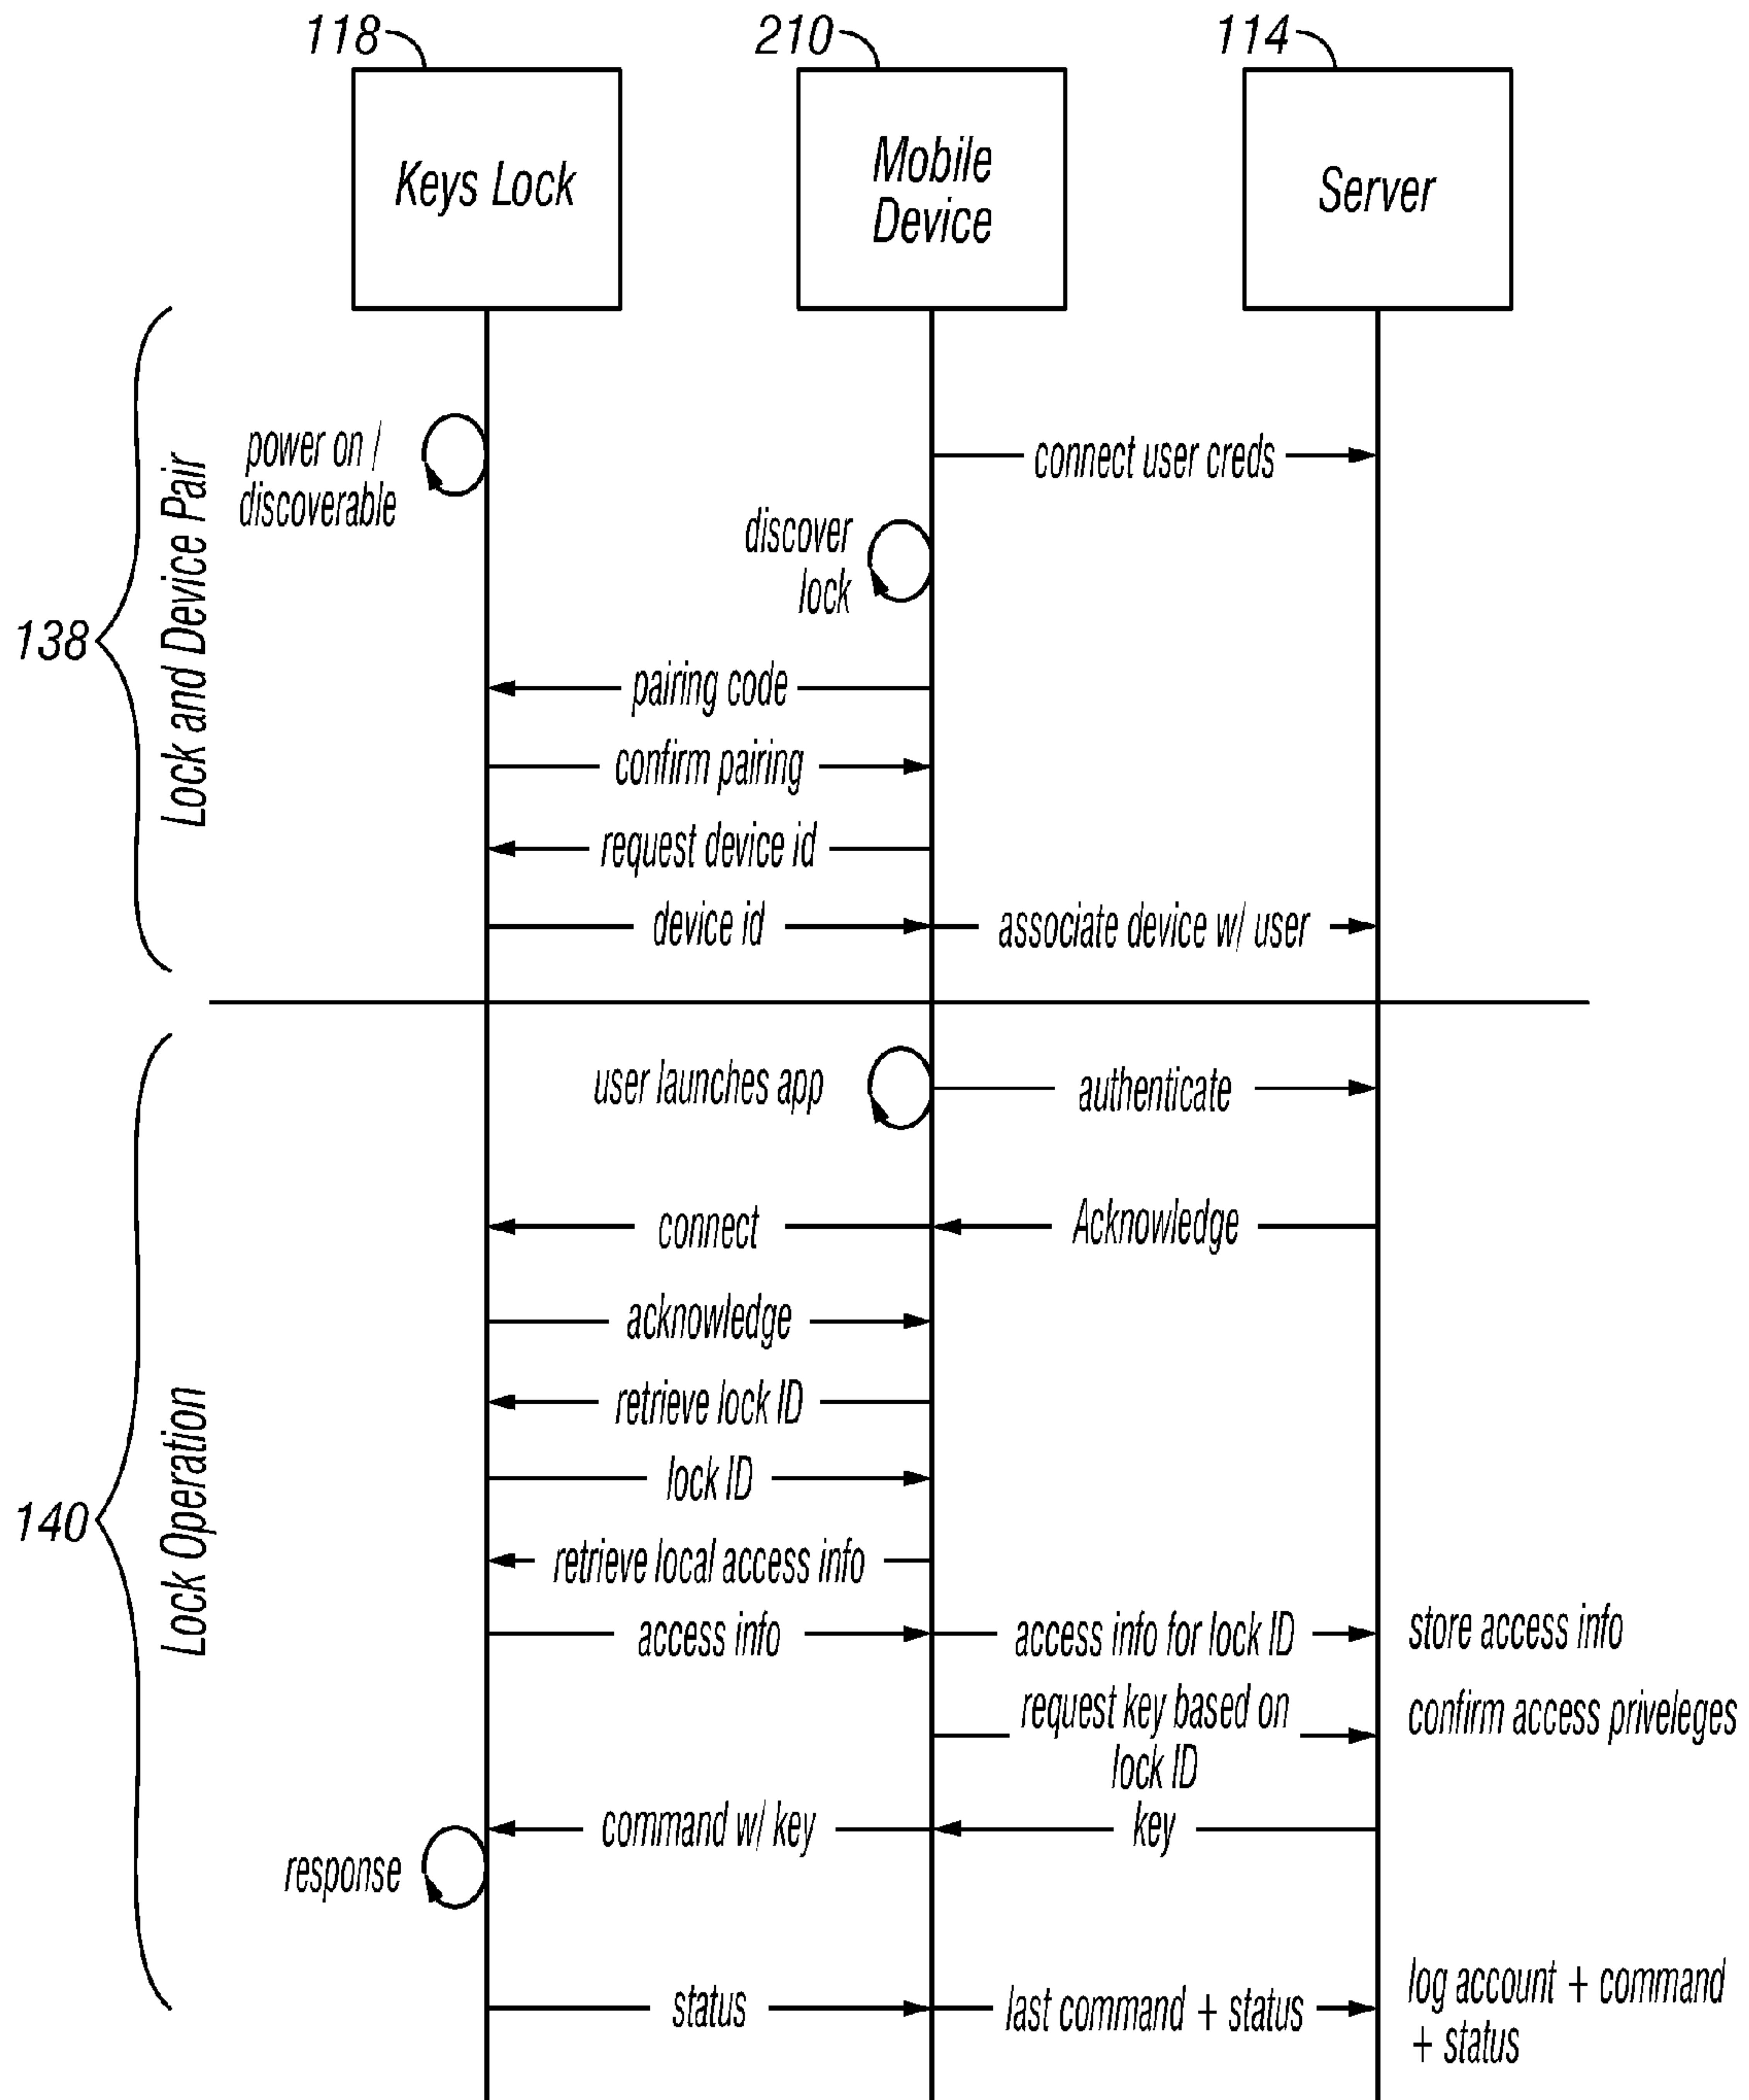 118
210
114
Keys Lock
Mobile
Device
Server
138
Lock and Device Pair
power on /
discoverable
connect user creds
discover
lock
pairing code
confirm pairing
request device id
device id
associate device w/ user
140
Lock Operation
user launches app
authenticate
connect
Acknowledge
acknowledge
retrieve lock ID
lock ID
retrieve local access info
access info
access info for lock ID
store access info
request key based on
lock ID
confirm access priveleges
command w/ key
key
response
status
last command + status
log account + command
+ status